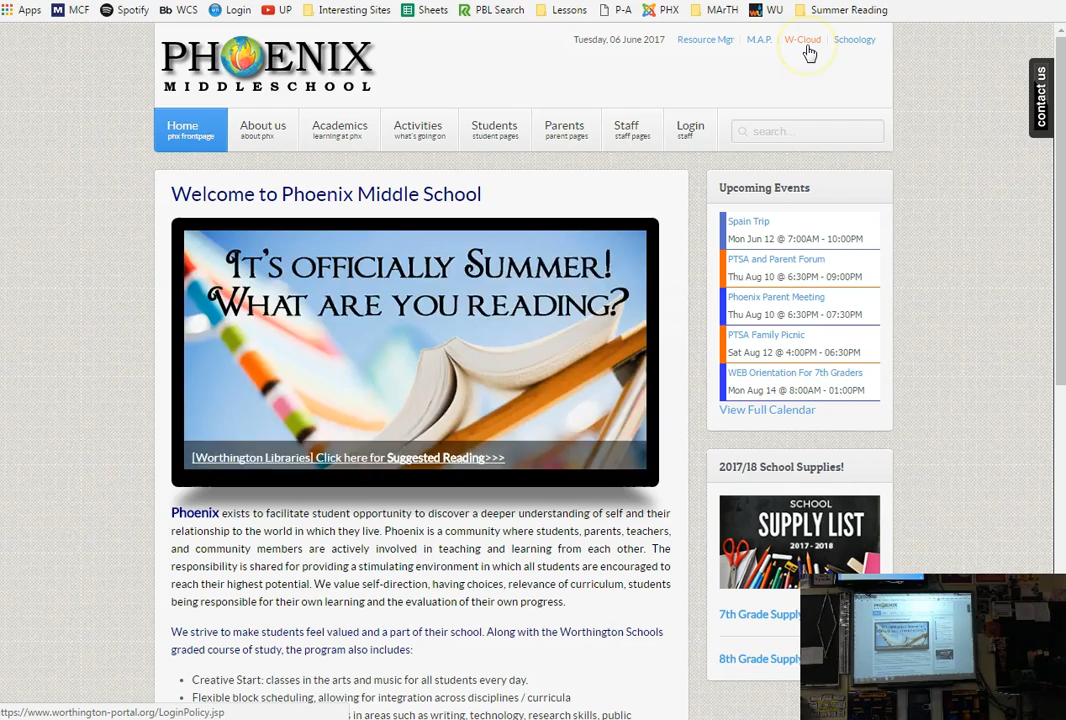 Apps MCF Spotify Bb WCS Login UP Interesting Sites Sheets PBL Search Lessons P-A PHX MArTH WU Summer Reading
PHOENIX
MIDDLESCHOOL
Tuesday, 06 June 2017 Resource Mgr M.A.P. W-Cloud Schoology
contact us
Home
phx frontpage
About us
about phx
Academics
learning at phx
Activities
what's going on
Students
student pages
Parents
parent pages
Staff
staff pages
Login
staff
search...
Welcome to Phoenix Middle School
It's officially Summer!
What are you reading?
[Worthington Libraries] Click here for Suggested Reading>>>
Phoenix exists to facilitate student opportunity to discover a deeper understanding of self and their
relationship to the world in which they live. Phoenix is a community where students, parents, teachers,
and community members are actively involved in teaching and learning from each other. The
responsibility is shared for providing a stimulating environment in which all students are encouraged to
reach their highest potential. We value self-direction, having choices, relevance of curriculum, students
being responsible for their own learning and the evaluation of their own progress.
We strive to make students feel valued and a part of their school. Along with the Worthington Schools
graded course of study, the program also includes:
Creative Start: classes in the arts and music for all students every day.
Flexible block scheduling, allowing for integration across disciplines / curricula
in areas such as writing, technology, research skills, public
Upcoming Events
Spain Trip
Mon Jun 12 @ 7:00AM - 10:00PM
PTSA and Parent Forum
Thu Aug 10 @ 6:30PM - 09:00PM
Phoenix Parent Meeting
Thu Aug 10 @ 6:30PM - 07:30PM
PTSA Family Picnic
Sat Aug 12 @ 4:00PM - 06:30PM
WEB Orientation For 7th Graders
Mon Aug 14 @ 8:00AM - 01:00PM
View Full Calendar
2017/18 School Supplies!
SCHOOL
SUPPLY LIST
2017 - 2018
7th Grade Supply
8th Grade Supply
ttps://www.worthington-portal.org/LoginPolicy.jsp